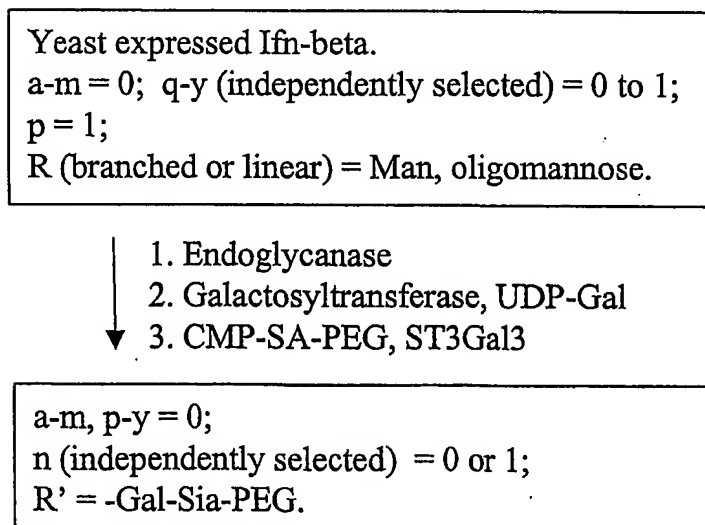 Yeast expressed Ifn-beta.
a-m = 0; q-y (independently selected) = 0 to 1;
p = 1;
R (branched or linear) = Man, oligomannose.
1. Endoglycanase
2. Galactosyltransferase, UDP-Gal
3. CMP-SA-PEG, ST3Gal3
a-m, p-y = 0;
n (independently selected) = 0 or 1;
R' = -Gal-Sia-PEG.